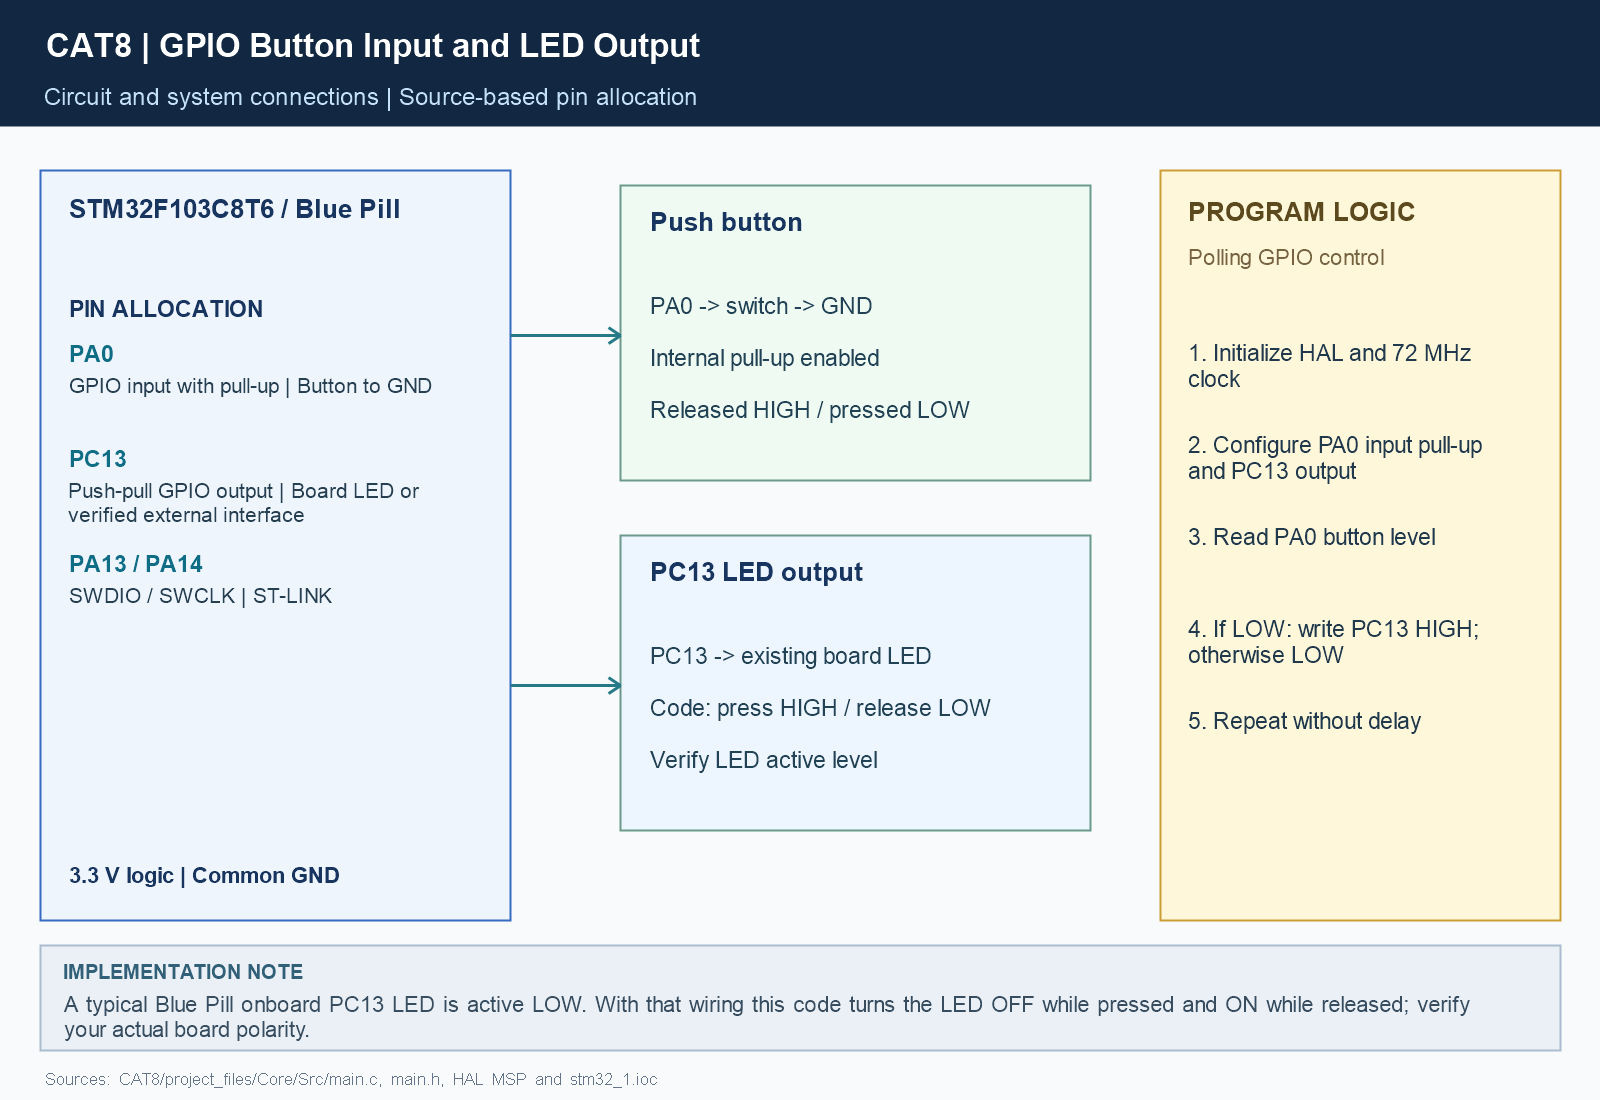 CAT8 | GPIO Button Input and LED Output
Circuit and system connections | Source-based pin allocation
STM32F103C8T6 / Blue Pill
PIN ALLOCATION
PA0
GPIO input with pull-up | Button to GND
PC13
Push-pull GPIO output | Board LED or
verified external interface
PA13 / PA14
SWDIO / SWCLK | ST-LINK
3.3 V logic | Common GND
Push button
PA0 -> switch -> GND
Internal pull-up enabled
Released HIGH / pressed LOW
PC13 LED output
PC13 -> existing board LED
Code: press HIGH / release LOW
Verify LED active level
PROGRAM LOGIC
Polling GPIO control
1. Initialize HAL and 72 MHz
clock
2. Configure PA0 input pull-up
and PC13 output
3. Read PA0 button level
4. If LOW: write PC13 HIGH;
otherwise LOW
5. Repeat without delay
IMPLEMENTATION NOTE
A typical Blue Pill onboard PC13 LED is active LOW. With that wiring this code turns the LED OFF while pressed and ON while released; verify
your actual board polarity.
Sources: CAT8/project_files/Core/Src/main.c, main.h, HAL MSP and stm32_1.ioc